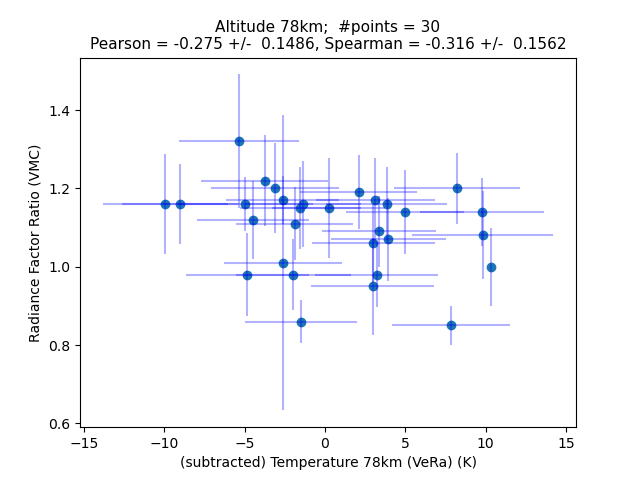 Altitude 78km;  #points = 30
Pearson = -0.275 +/-  0.1486, Spearman = -0.316 +/-  0.1562
Radiance Factor Ratio (VMC)
1.4
1.2
1.0
0.8
0.6
−15 −10 −5 0 5 10 15
(subtracted) Temperature 78km (VeRa) (K)